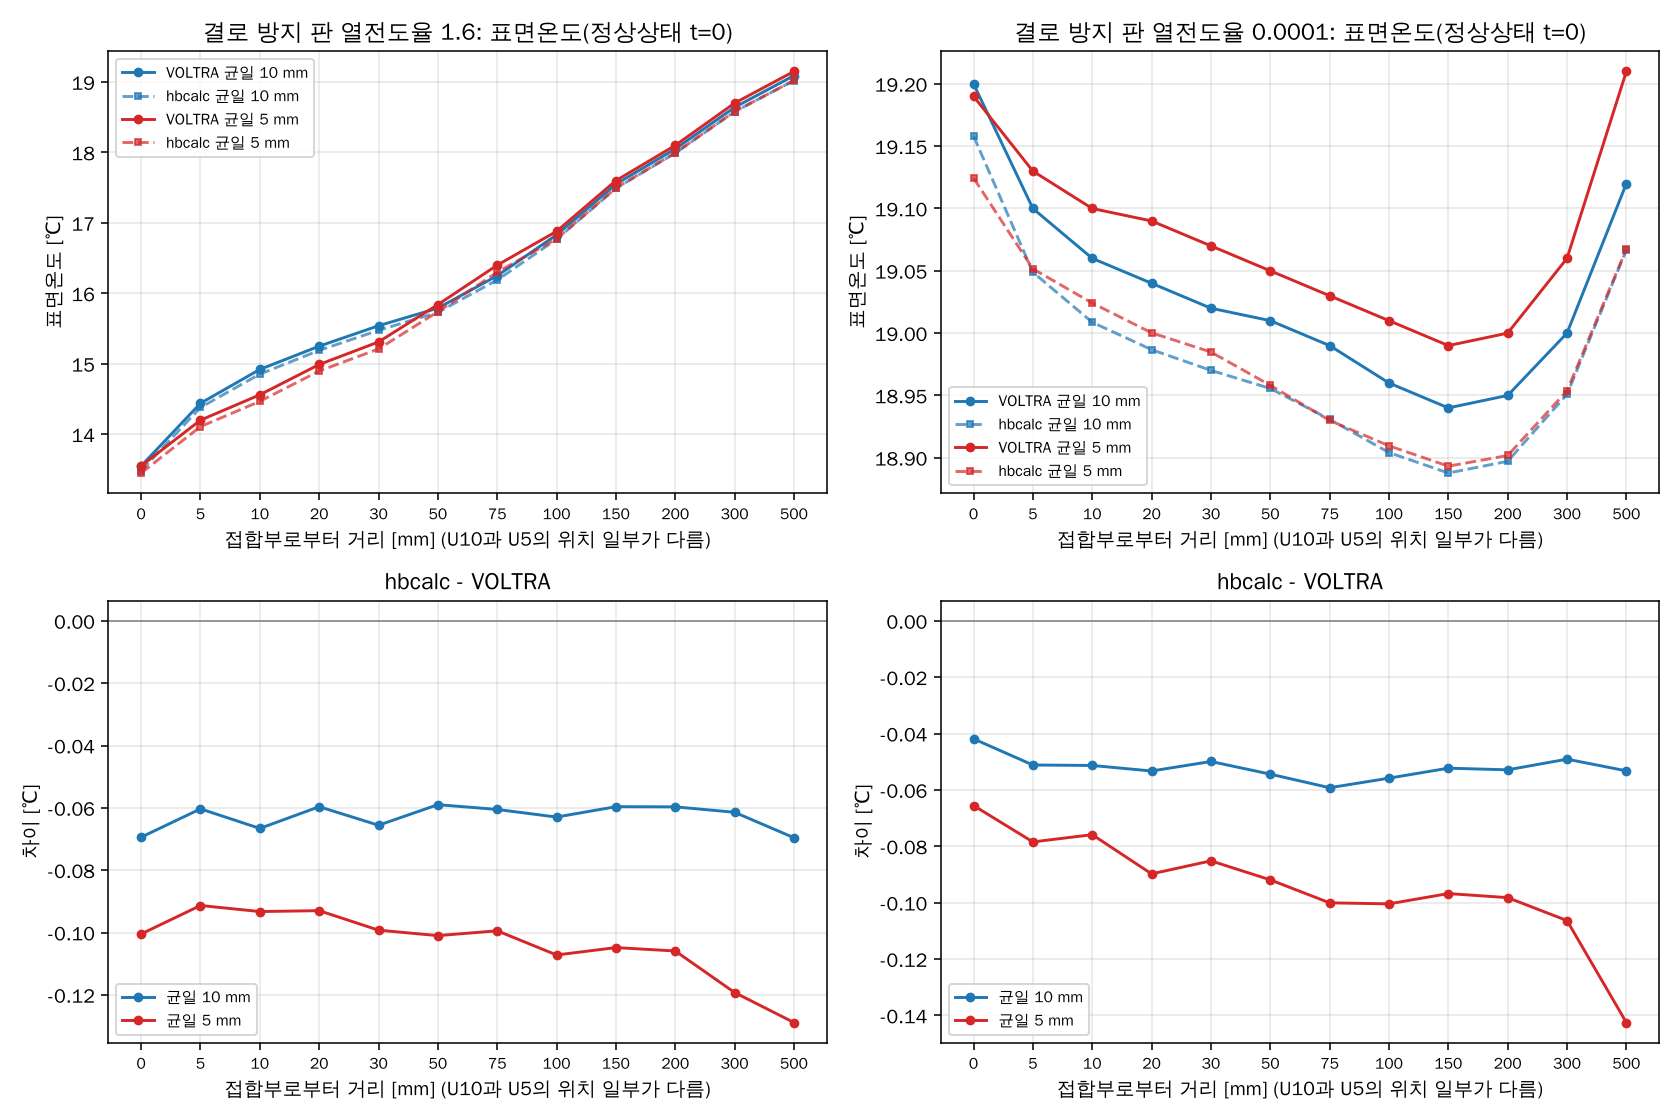 결로 방지 판 열전도율 1.6: 표면온도(정상상태 t=0)
표면온도 [℃]
19
18
17
16
15
14
VOLTRA 균일 10 mm
hbcalc 균일 10 mm
VOLTRA 균일 5 mm
hbcalc 균일 5 mm
0 5 10 20 30 50 75 100 150 200 300 500
접합부로부터 거리 [mm] (U10과 U5의 위치 일부가 다름)
결로 방지 판 열전도율 0.0001: 표면온도(정상상태 t=0)
표면온도 [℃]
19.20
19.15
19.10
19.05
19.00
18.95
18.90
VOLTRA 균일 10 mm
hbcalc 균일 10 mm
VOLTRA 균일 5 mm
hbcalc 균일 5 mm
0 5 10 20 30 50 75 100 150 200 300 500
접합부로부터 거리 [mm] (U10과 U5의 위치 일부가 다름)
hbcalc - VOLTRA
차이 [℃]
0.00
-0.02
-0.04
-0.06
-0.08
-0.10
-0.12
균일 10 mm
균일 5 mm
0 5 10 20 30 50 75 100 150 200 300 500
접합부로부터 거리 [mm] (U10과 U5의 위치 일부가 다름)
hbcalc - VOLTRA
차이 [℃]
0.00
-0.02
-0.04
-0.06
-0.08
-0.10
-0.12
-0.14
균일 10 mm
균일 5 mm
0 5 10 20 30 50 75 100 150 200 300 500
접합부로부터 거리 [mm] (U10과 U5의 위치 일부가 다름)